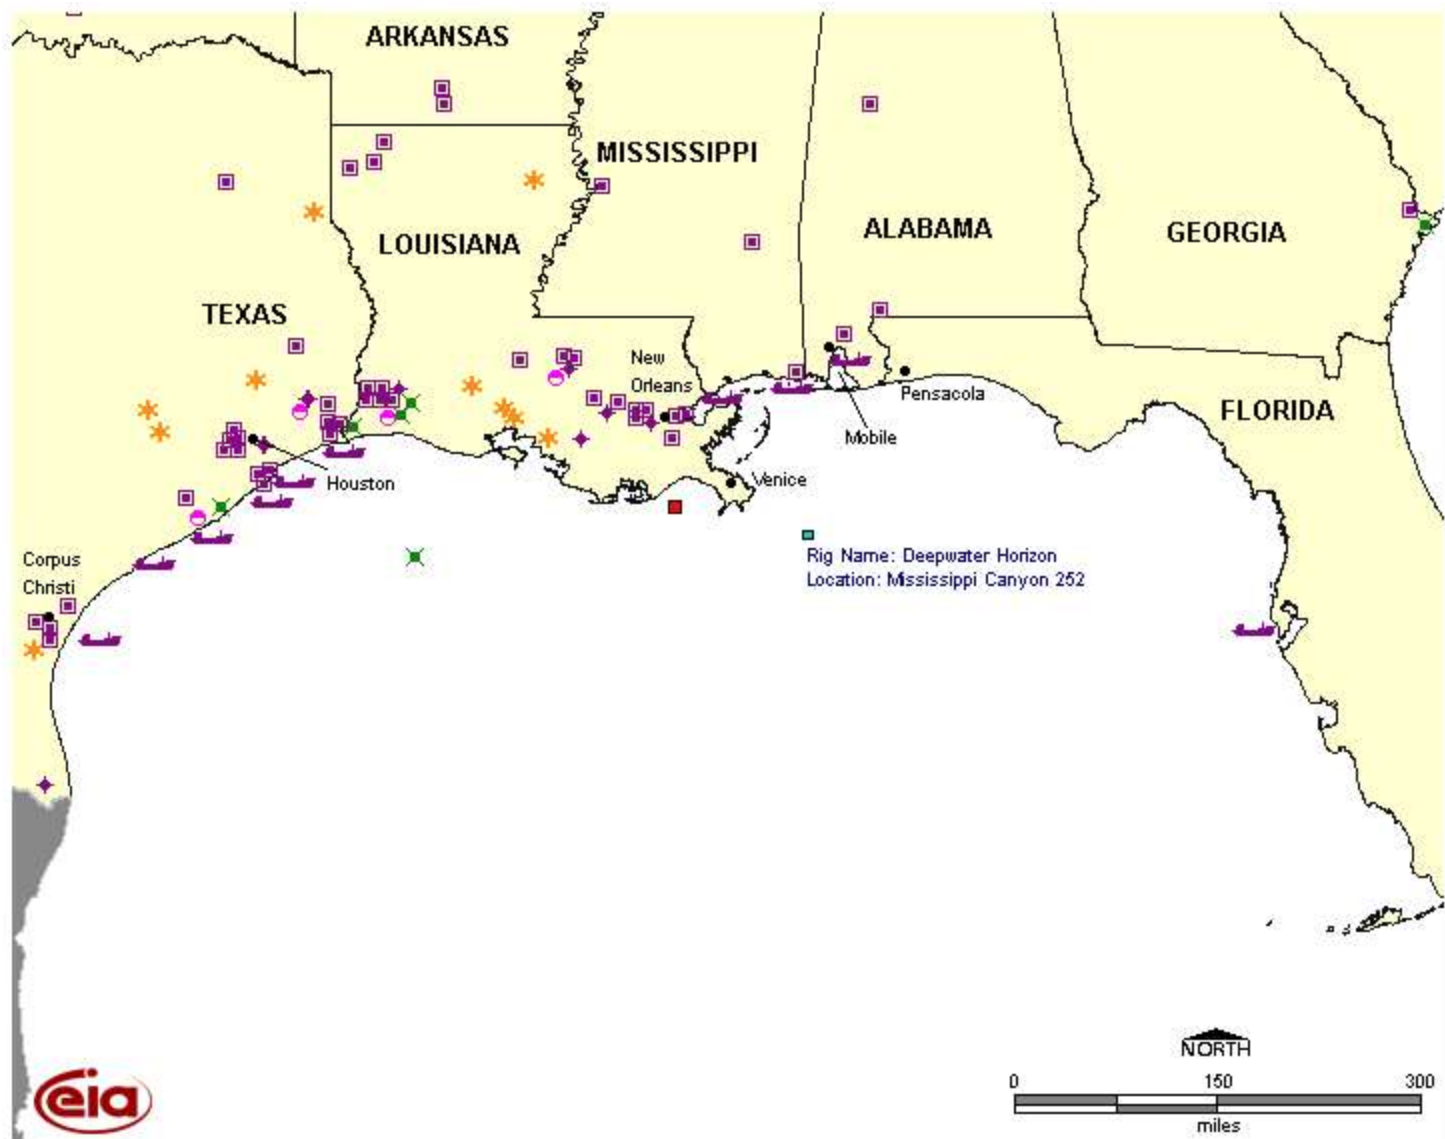 ARKANSAS
MISSISSIPPI
LOUISIANA
ALABAMA
GEORGIA
TEXAS
New
Orleans
Pensacola
FLORIDA
Mobile
Houston
Venice
Corpus
Christi
Rig Name: Deepwater Horizon
Location: Mississippi Canyon 252
NORTH
0 150 300
miles
eia